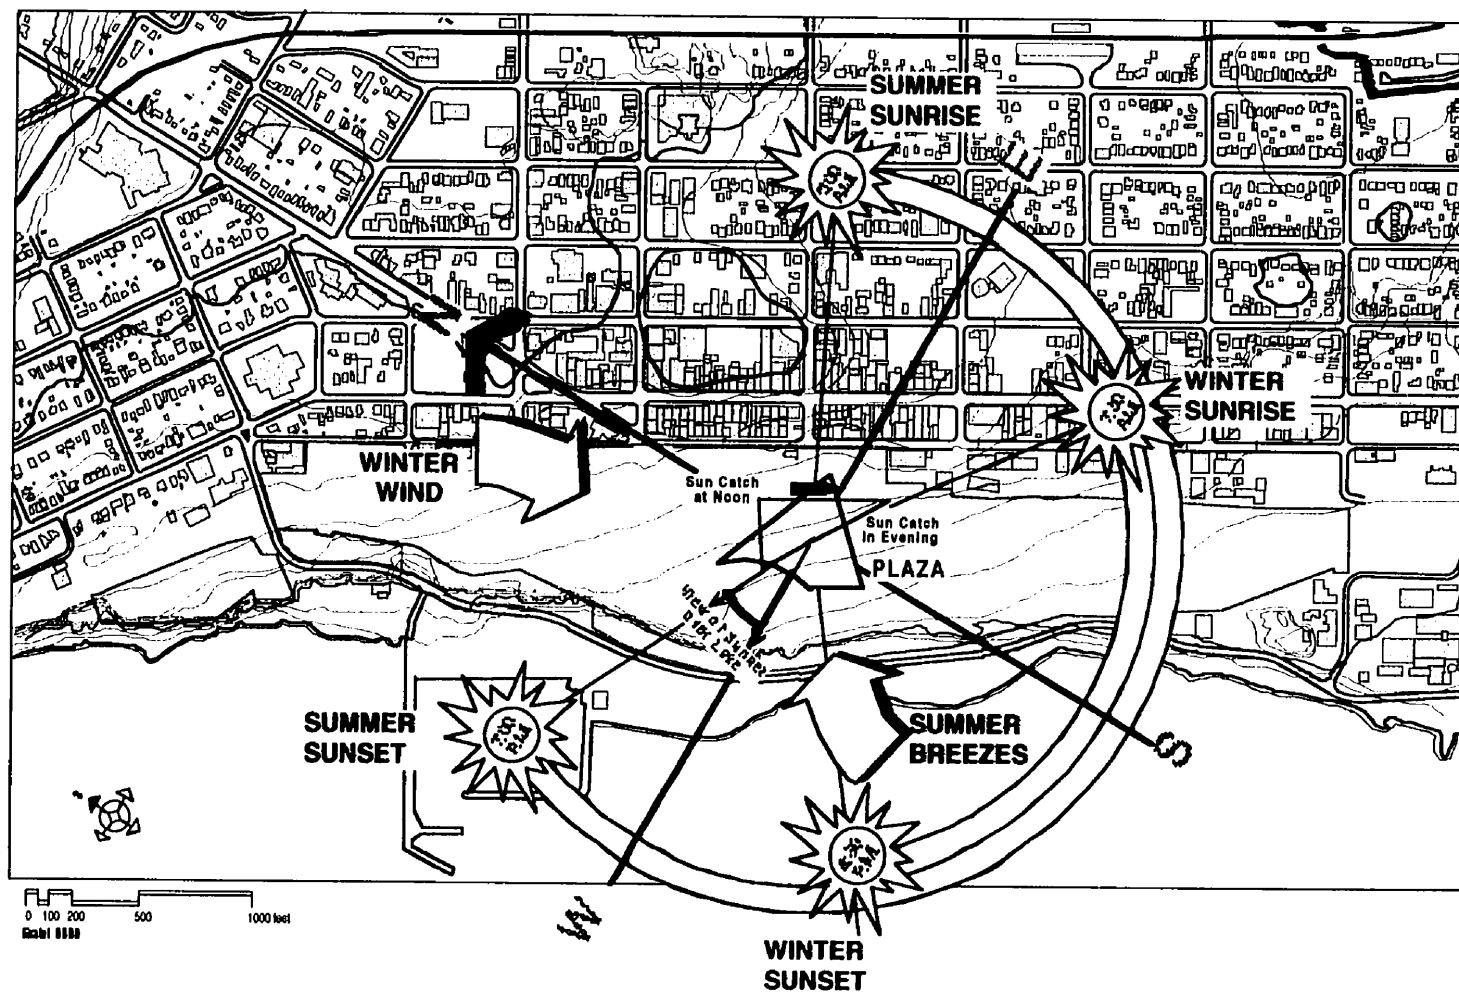 SUMMER
SUNRISE
E
N
WINTER
SUNRISE
WINTER
WIND
Sun Catch
at Noon
Sun Catch
in Evening
PLAZA
SUMMER
SUNSET
SUMMER
BREEZES
S
W
0 100 200 500 1000 feet
WINTER
SUNSET